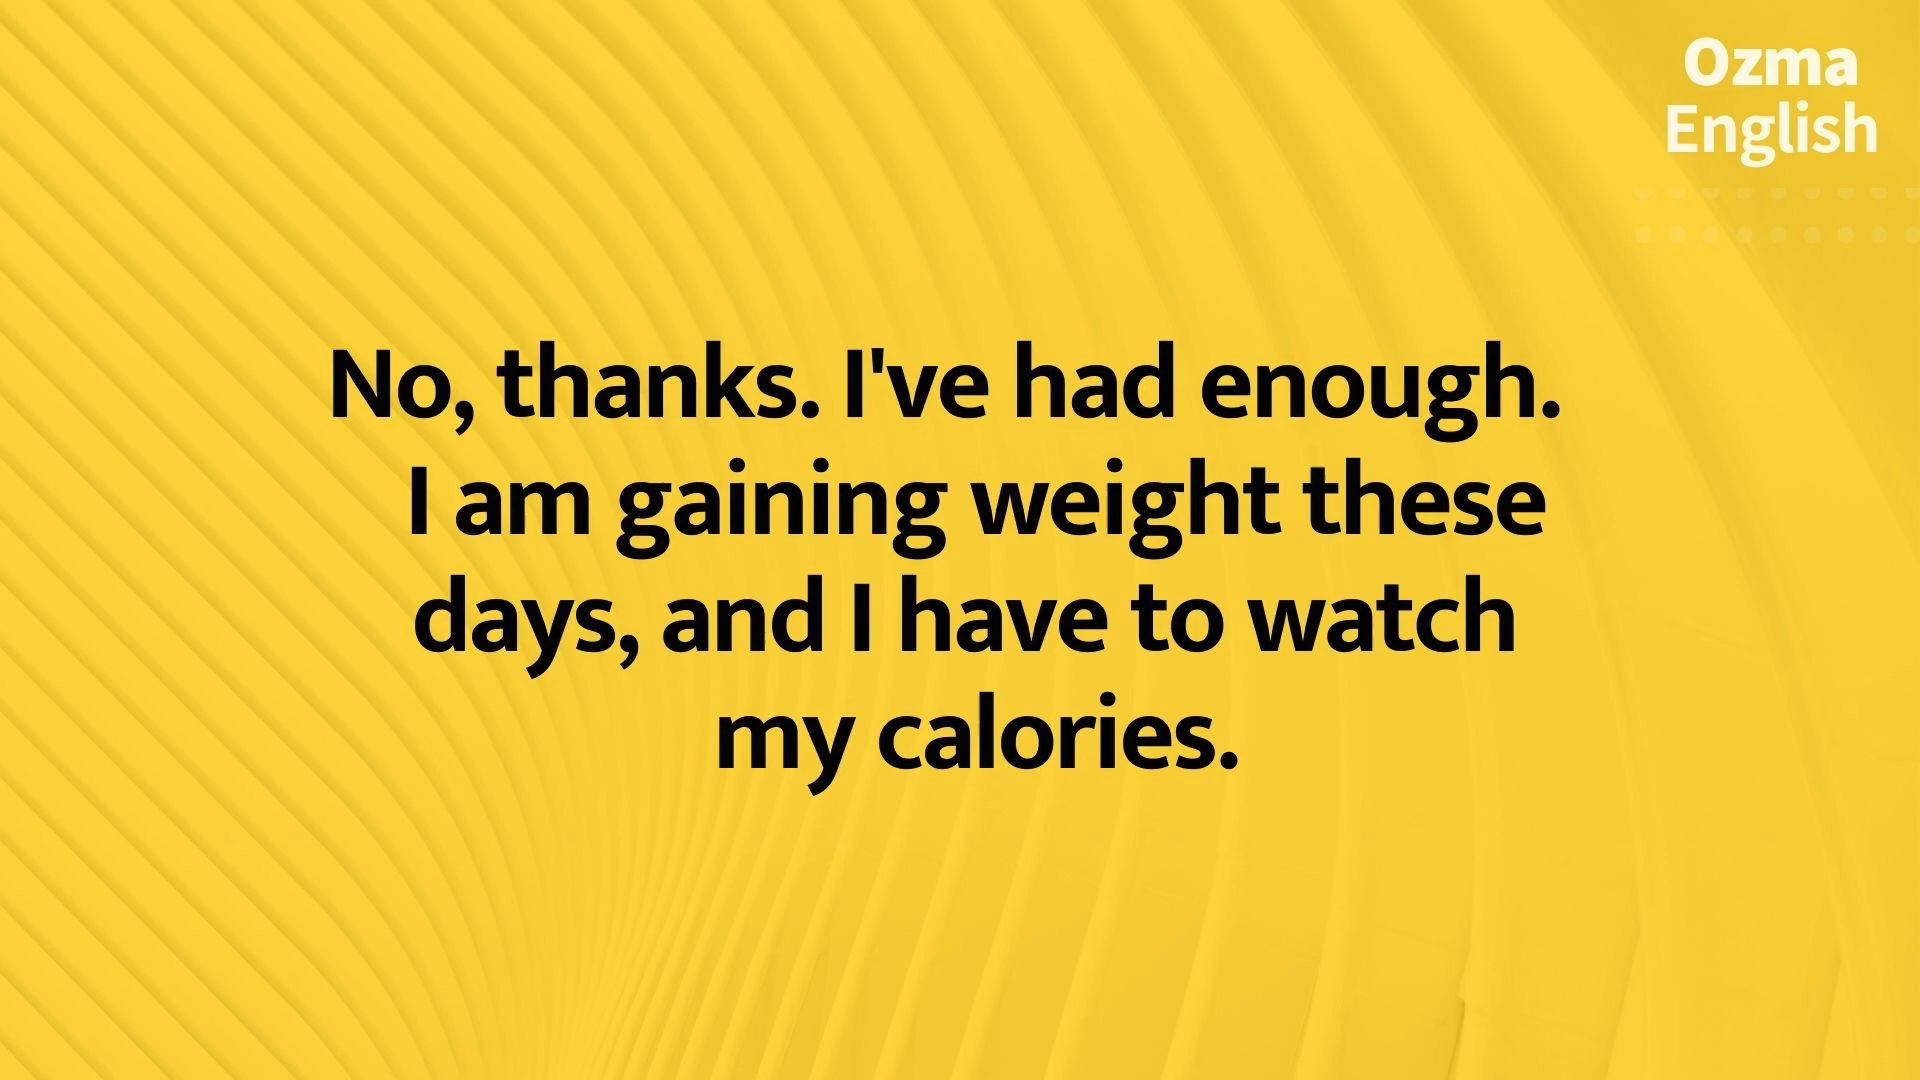 Ozma
English
No, thanks. I've had enough.
I am gaining weight these
days, and I have to watch
my calories.